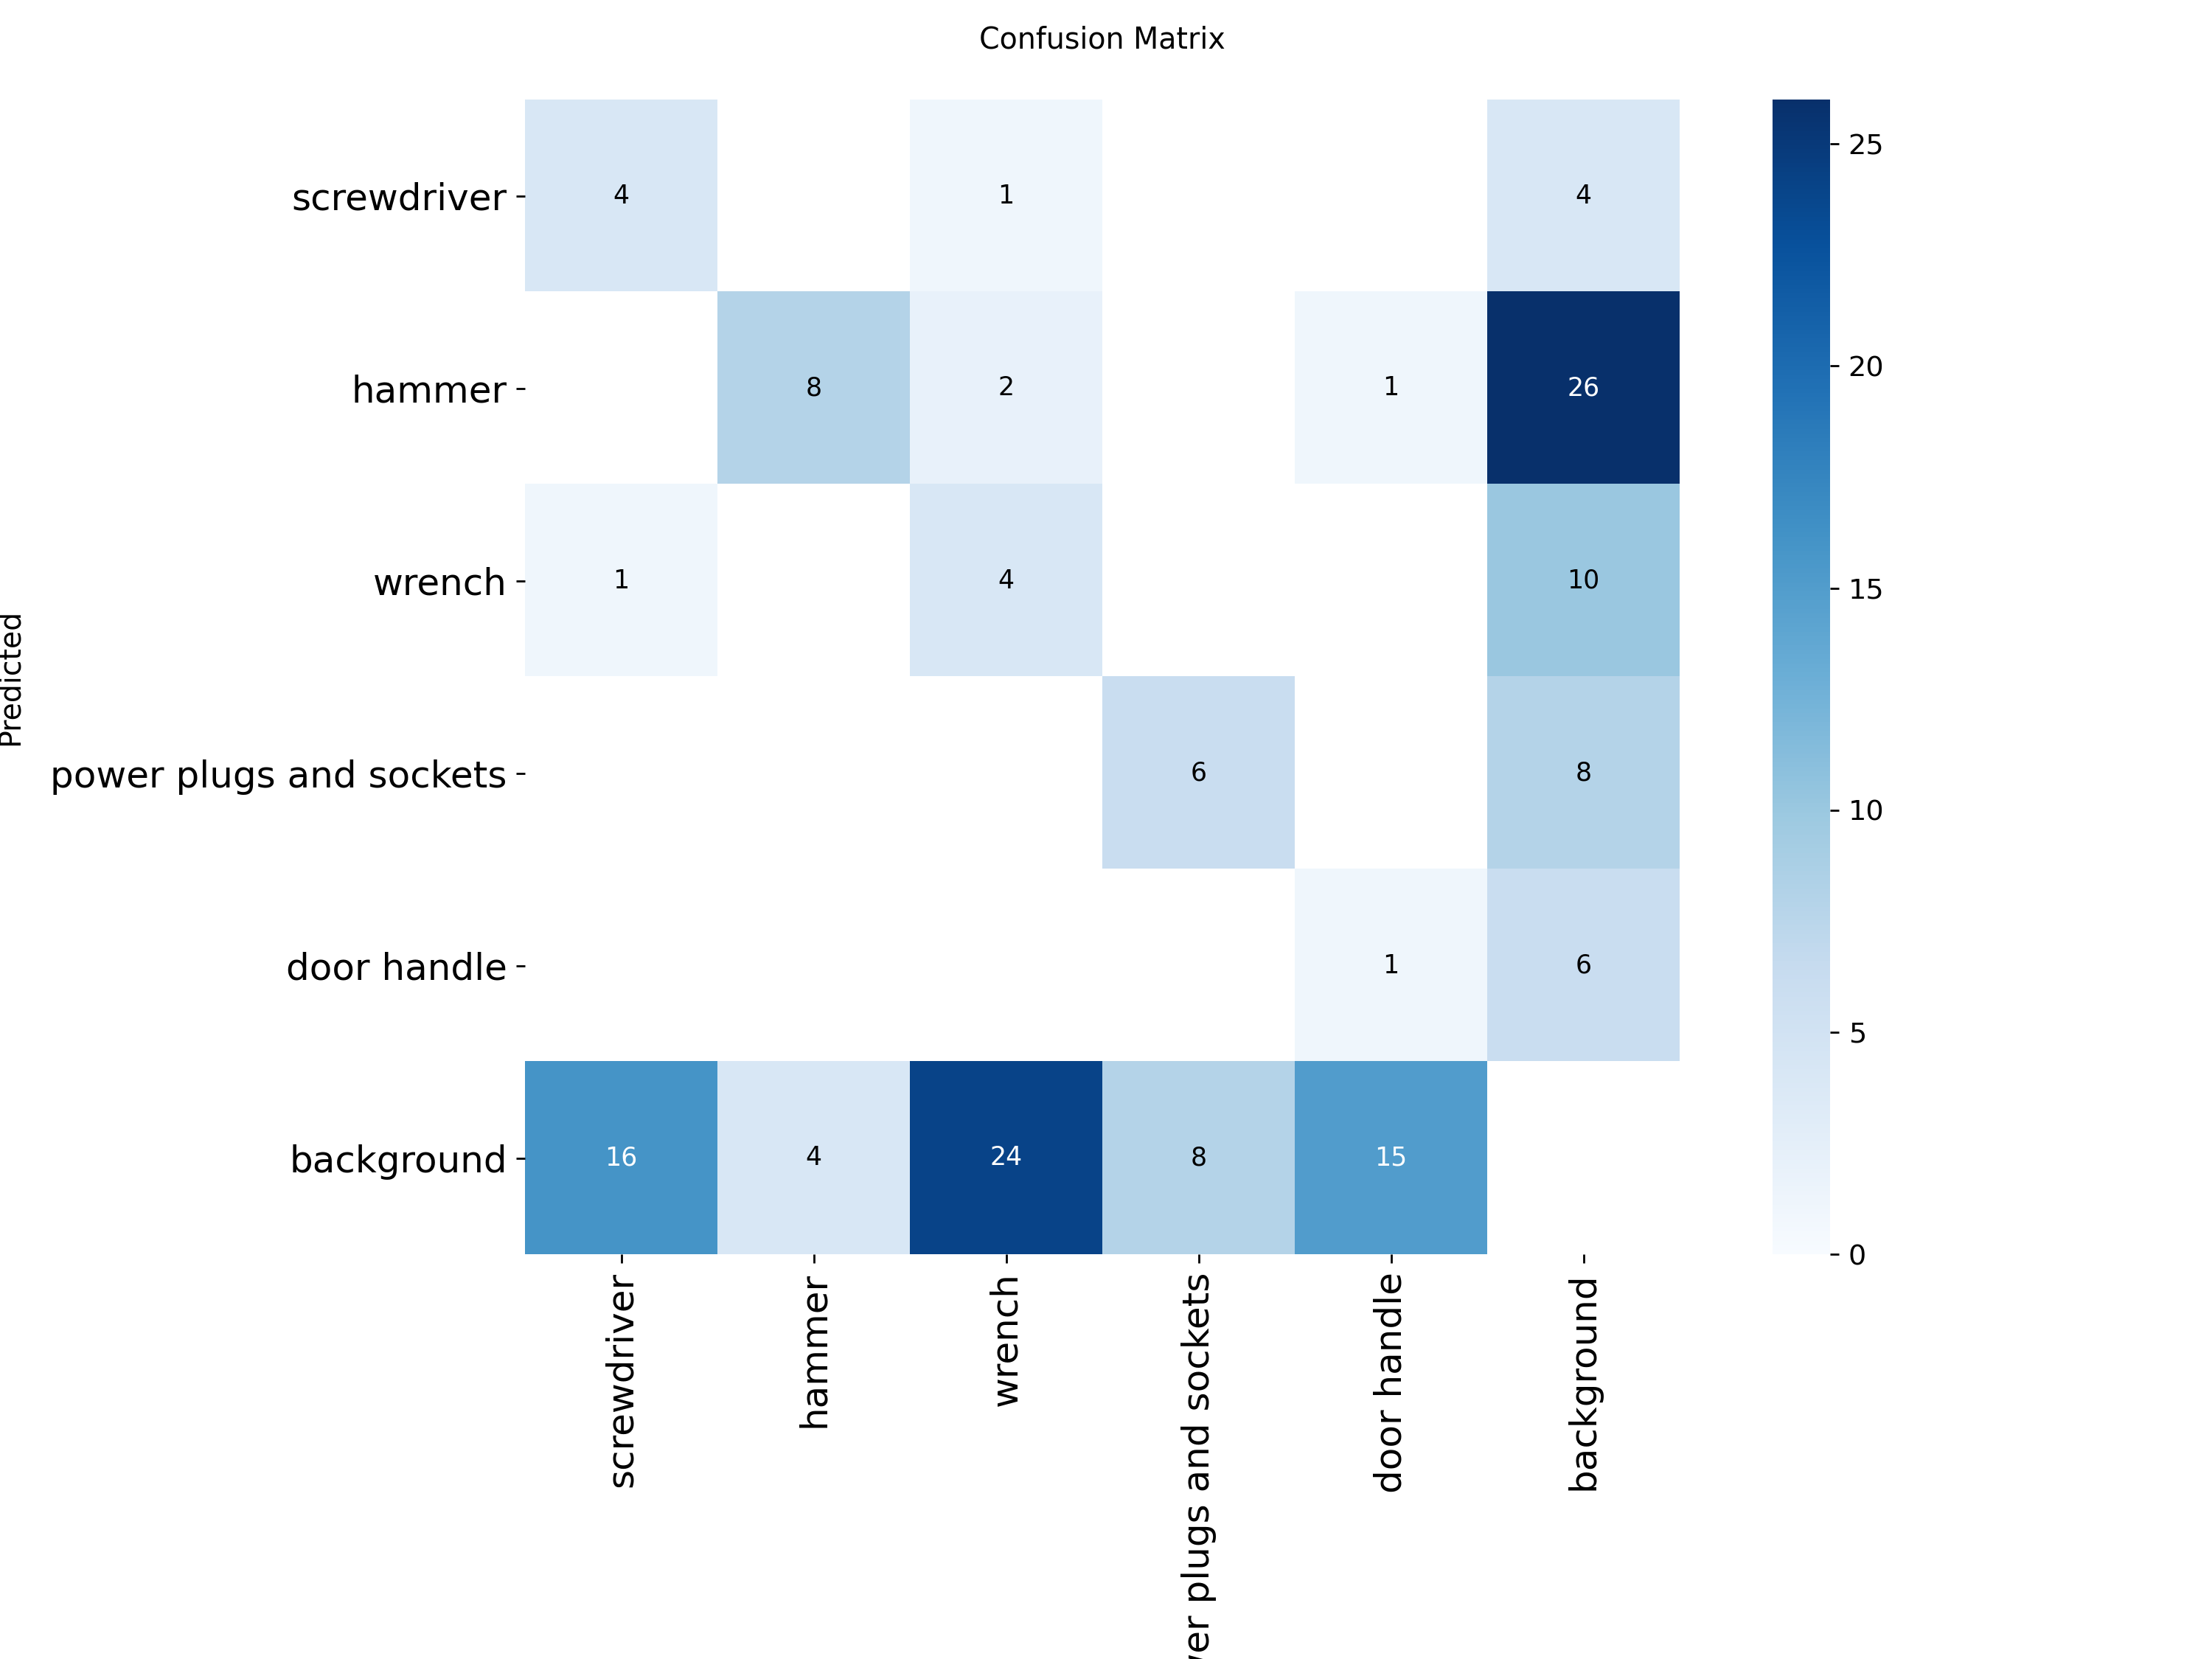 Confusion Matrix
screwdriver
4 1 4
hammer
8 2 1 26
wrench
1 4 10
power plugs and sockets
6 8
door handle
1 6
background
16 4 24 8 15
Predicted
screwdriver
hammer
wrench
plugs and sockets
door handle
background
25
20
15
10
5
0